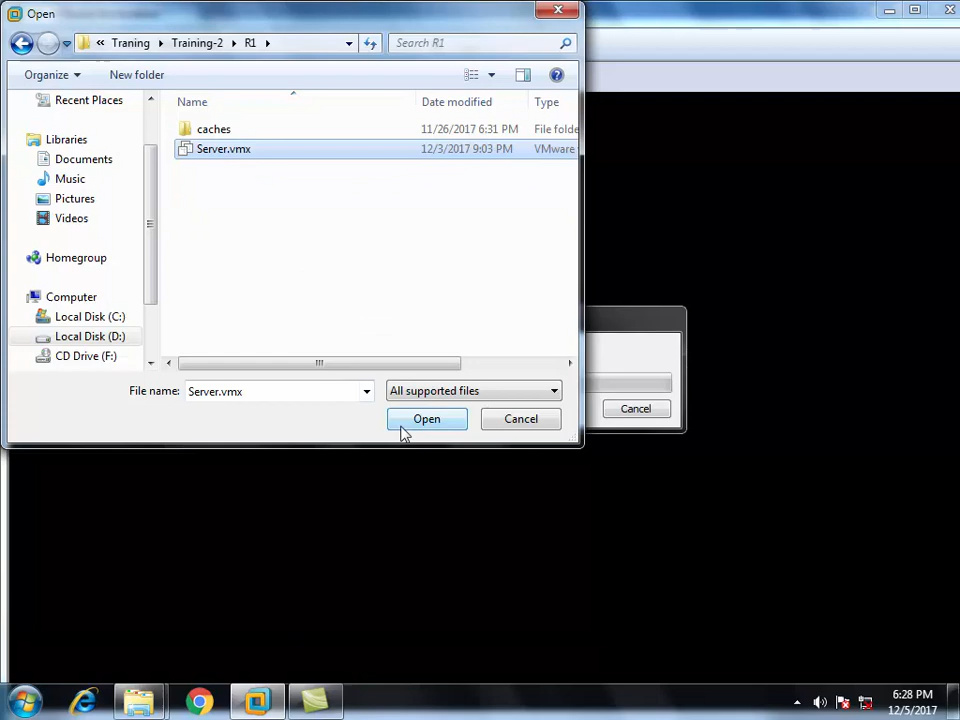 Open
« Traning Training-2 R1
Search R1
Organize
New folder
Name Date modified Type
Recent Places
Libraries
Documents
Music
Pictures
Videos
Homegroup
Computer
Local Disk (C:)
Local Disk (D:)
CD Drive (F:)
caches 11/26/2017 6:31 PM File folde
Server.vmx 12/3/2017 9:03 PM VMware
File name: Server.vmx
All supported files
Open
Cancel
Cancel
6:28 PM
12/5/2017